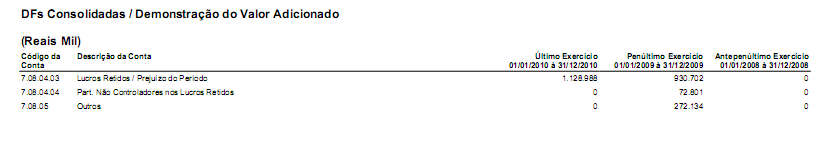 DFs Consolidadas / Demonstração do Valor Adicionado
(Reais Mil)
Código da Conta Descrição da Conta Último Exercício 01/01/2010 à 31/12/2010 Penúltimo Exercício 01/01/2009 à 31/12/2009 Antepenúltimo Exercício 01/01/2008 à 31/12/2008
7.08.04.03 Lucros Retidos / Prejuízo do Período 1.128.988 930.702 0
7.08.04.04 Part. Não Controladores nos Lucros Retidos 0 72.801 0
7.08.05 Outros 0 272.134 0